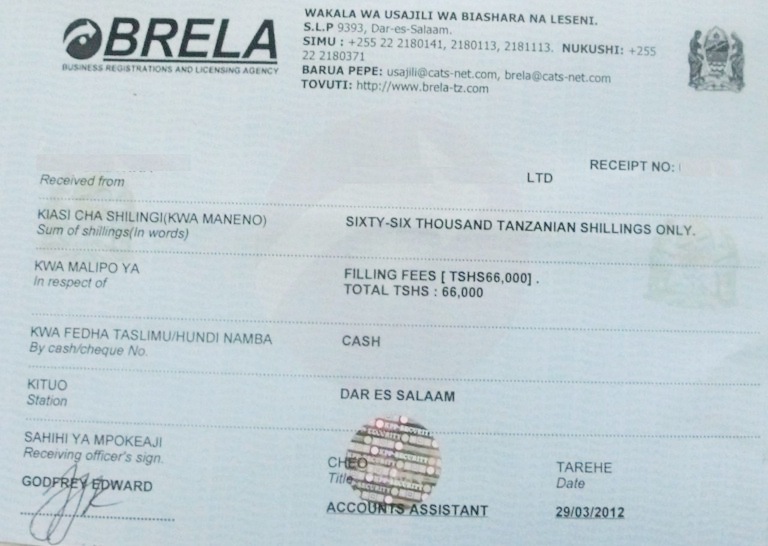 BRELA
BUSINESS REGISTRATIONS AND LICENSING AGENCY
WAKALA WA USAJILI WA BIASHARA NA LESENI.
S.L.P 9393, Dar-es-Salaam.
SIMU : +255 22 2180141, 2180113, 2181113. NUKUSHI: +255
22 2180371
BARUA PEPE: usajili@cats-net.com, brela@cats-net.com
TOVUTI: http://www.brela-tz.com
RECEIPT NO:
Received from LTD
KIASI CHA SHILINGI(KWA MANENO) SIXTY-SIX THOUSAND TANZANIAN SHILLINGS ONLY.
Sum of shillings(In words)
KWA MALIPO YA FILLING FEES [ TSHS66,000] .
In respect of TOTAL TSHS : 66,000
KWA FEDHA TASLIMU/HUNDI NAMBA CASH
By cash/cheque No.
KITUO DAR ES SALAAM
Station
SAHIHI YA MPOKEAJI CHEO TAREHE
Receiving officer's sign. Title Date
GODFREY EDWARD ACCOUNTS ASSISTANT 29/03/2012